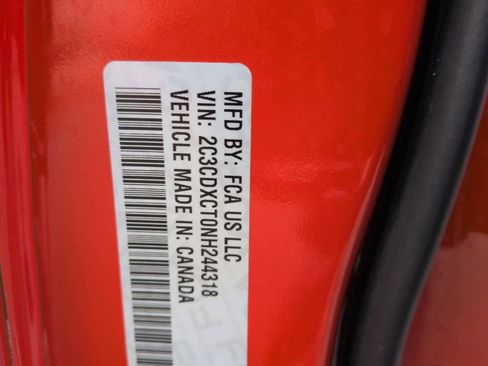 MFD BY: FCA US LLC
VIN: 2C3CDXCT0NH244318
VEHICLE MADE IN: CANADA